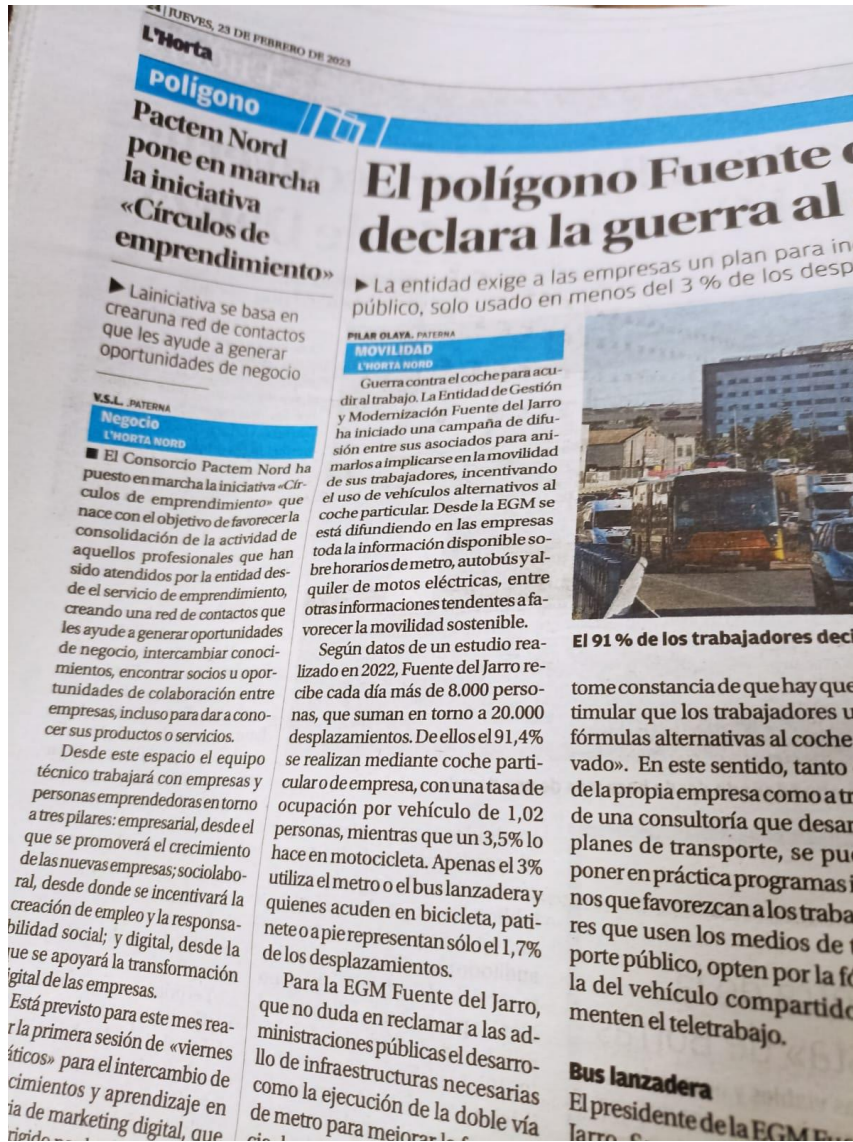 JUEVES, 23 DE FEBRERO DE 2023
L'Horta
Polígono
Pactem Nord
pone en marcha
la iniciativa
«Círculos de
emprendimiento»
▶ Lainiciativa se basa en
crearuna red de contactos
que les ayude a generar
oportunidades de negocio
V.S.L. .PATERNA
Negocio
L'HORTA NORD
■ El Consorcio Pactem Nord ha
puesto en marcha la iniciativa «Cír-
culos de emprendimiento» que
nace con el objetivo de favorecer la
consolidación de la actividad de
aquellos profesionales que han
sido atendidos por la entidad des-
de el servicio de emprendimiento,
creando una red de contactos que
les ayude a generar oportunidades
de negocio, intercambiar conoci-
mientos, encontrar socios u opor-
tunidades de colaboración entre
empresas, incluso para dar a cono-
cer sus productos o servicios.
Desde este espacio el equipo
técnico trabajará con empresas y
personas emprendedoras en torno
a tres pilares: empresarial, desde el
que se promoverá el crecimiento
de las nuevas empresas; sociolabo-
ral, desde donde se incentivará la
creación de empleo y la responsa-
bilidad social; y digital, desde la
que se apoyará la transformación
igital de las empresas.
Está previsto para este mes rea-
r la primera sesión de «viernes
áticos» para el intercambio de
cimientos y aprendizaje en
ia de marketing digital, que
El polígono Fuente
declara la guerra al
▶ La entidad exige a las empresas un plan para in
público, solo usado en menos del 3 % de los desp
PILAR OLAYA. PATERNA
MOVILIDAD
L'HORTA NORD
Guerra contra el coche para acu-
dir al trabajo. La Entidad de Gestión
y Modernización Fuente del Jarro
ha iniciado una campaña de difu-
sión entre sus asociados para ani-
marlos a implicarse en la movilidad
de sus trabajadores, incentivando
el uso de vehículos alternativos al
coche particular. Desde la EGM se
está difundiendo en las empresas
toda la información disponible so-
bre horarios de metro, autobús y al-
quiler de motos eléctricas, entre
otras informaciones tendentes a fa-
vorecer la movilidad sostenible.
Según datos de un estudio rea-
lizado en 2022, Fuente del Jarro re-
cibe cada día más de 8.000 perso-
nas, que suman en torno a 20.000
desplazamientos. De ellos el 91,4%
se realizan mediante coche parti-
cular o de empresa, con una tasa de
ocupación por vehículo de 1,02
personas, mientras que un 3,5% lo
hace en motocicleta. Apenas el 3%
utiliza el metro o el bus lanzadera y
quienes acuden en bicicleta, pati-
nete o a pie representan sólo el 1,7%
de los desplazamientos.
Para la EGM Fuente del Jarro,
que no duda en reclamar a las ad-
ministraciones públicas el desarro-
llo de infraestructuras necesarias
como la ejecución de la doble vía
de metro para mejorar la
El 91 % de los trabajadores deci
tome constancia de que hay que
timular que los trabajadores u
fórmulas alternativas al coche
vado». En este sentido, tanto
de la propia empresa como a tr
de una consultoría que desar
planes de transporte, se pue
poner en práctica programas i
nos que favorezcan a los traba
res que usen los medios de t
porte público, opten por la fó
la del vehículo compartido
menten el teletrabajo.
Bus lanzadera
El presidente de la EGM Fu